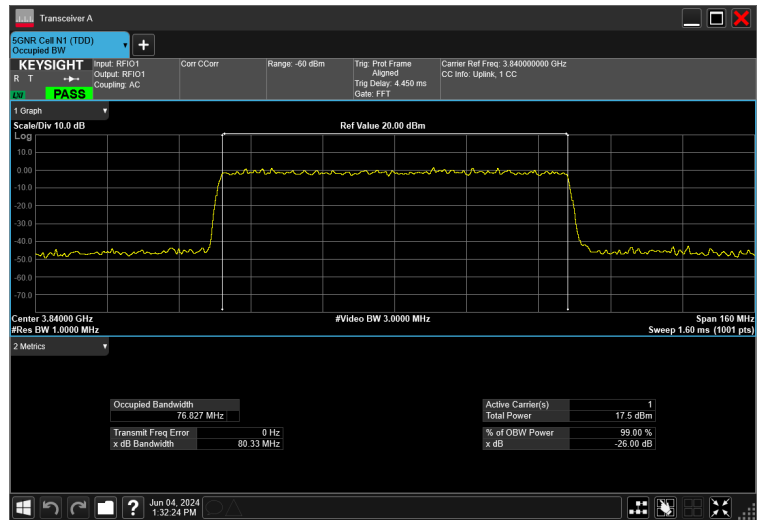 Transceiver A
5GNR Cell N1 (TDD)
Occupied BW
KEYSIGHT
R T
LXI
PASS
Input: RFIO1
Output: RFIO1
Coupling: AC
Corr CCorr
Range: -60 dBm
Trig: Prot Frame
Aligned
Trig Delay: 4.450 ms
Gate: FFT
Carrier Ref Freq: 3.840000000 GHz
CC Info: Uplink, 1 CC
1 Graph
Scale/Div 10.0 dB
Ref Value 20.00 dBm
Log
10.0
0.00
-10.0
-20.0
-30.0
-40.0
-50.0
-60.0
-70.0
Center 3.84000 GHz
#Video BW 3.0000 MHz
Span 160 MHz
#Res BW 1.0000 MHz
Sweep 1.60 ms (1001 pts)
2 Metrics
Occupied Bandwidth
76.827 MHz
Transmit Freq Error 0 Hz
x dB Bandwidth 80.33 MHz
Active Carrier(s) 1
Total Power 17.5 dBm
% of OBW Power 99.00 %
x dB -26.00 dB
?
Jun 04, 2024
1:32:24 PM